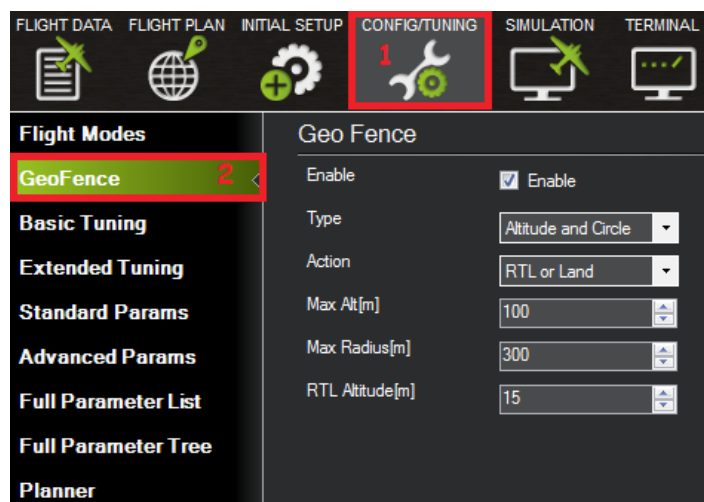 FLIGHT DATA FLIGHT PLAN INITIAL SETUP CONFIG/TUNING SIMULATION TERMINAL
1
Flight Modes
GeoFence 2
Basic Tuning
Extended Tuning
Standard Params
Advanced Params
Full Parameter List
Full Parameter Tree
Planner
Geo Fence
Enable Enable
Type Altitude and Circle
Action RTL or Land
Max Alt[m] 100
Max Radius[m] 300
RTL Altitude[m] 15